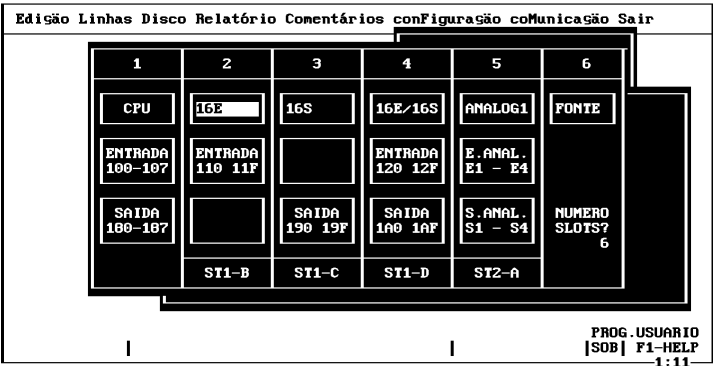 Edição Linhas Disco Relatório Comentários conFiguração coMunicação Sair
1 2 3 4 5 6
CPU 16E 16S 16E/16S ANALOG1 FONTE
ENTRADA ENTRADA ENTRADA E.ANAL.
100-107 110 11F 120 12F E1 - E4
SAIDA SAIDA SAIDA S.ANAL. NUMERO
180-187 190 19F 1A0 1AF S1 - S4 SLOTS?
6
ST1-B ST1-C ST1-D ST2-A
PROG.USUARIO
SOB F1-HELP
1:11